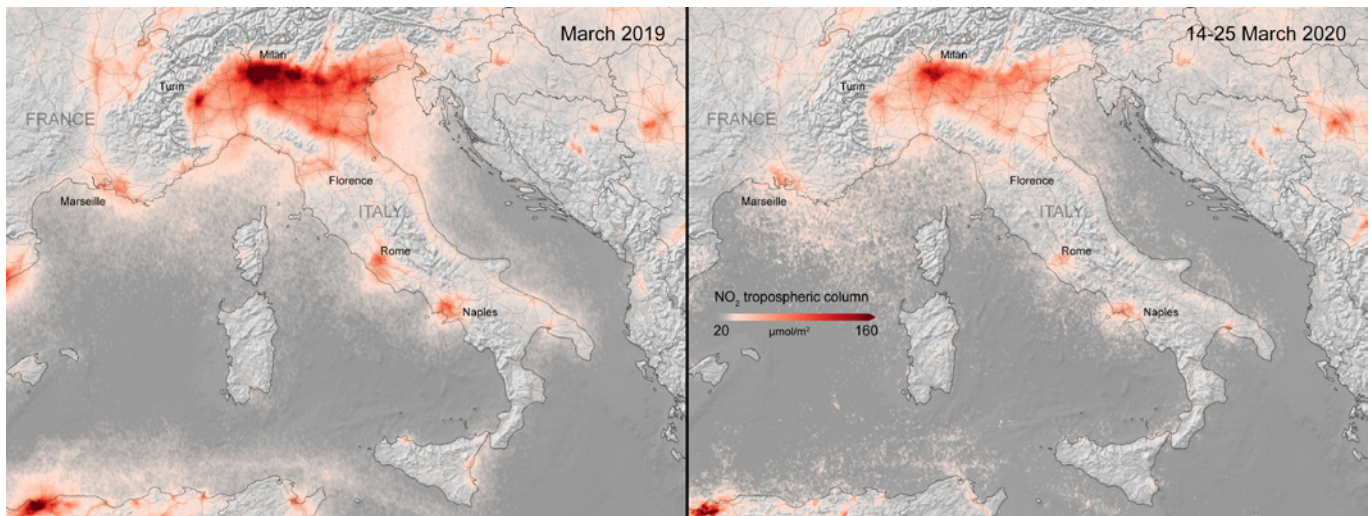 March 2019
Milan
Turin
FRANCE
Florence
Marseille
ITALY
Rome
Naples
14-25 March 2020
Milan
Turin
FRANCE
Florence
Marseille
ITALY
Rome
NO₂ tropospheric column
20 µmol/m² 160
Naples